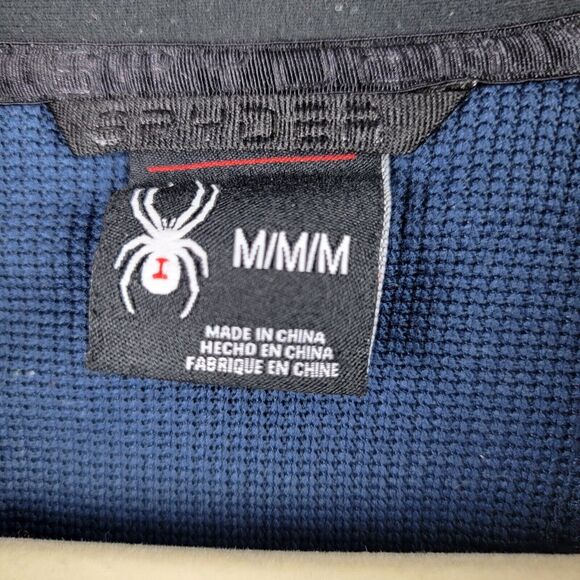 SPYDER
I
M/M/M
MADE IN CHINA
HECHO EN CHINA
FABRIQUE EN CHINE